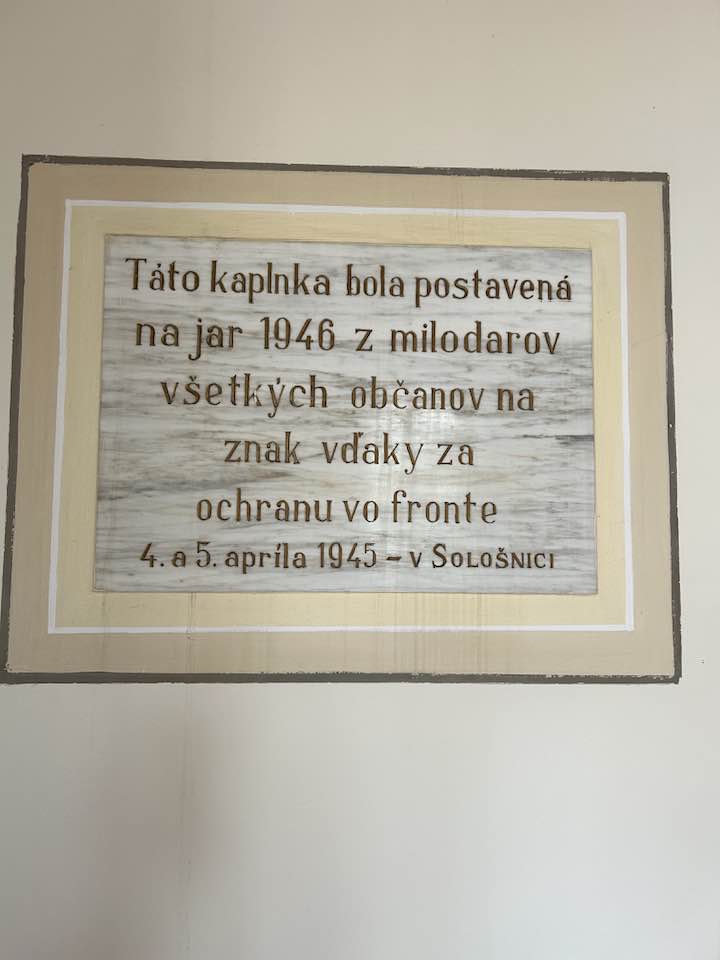 Táto kaplnka bola postavená
na jar 1946 z milodarov
všetkých občanov na
znak vďaky za
ochranu vo fronte
4. a 5. apríla 1945 – v SOLOŠNICI